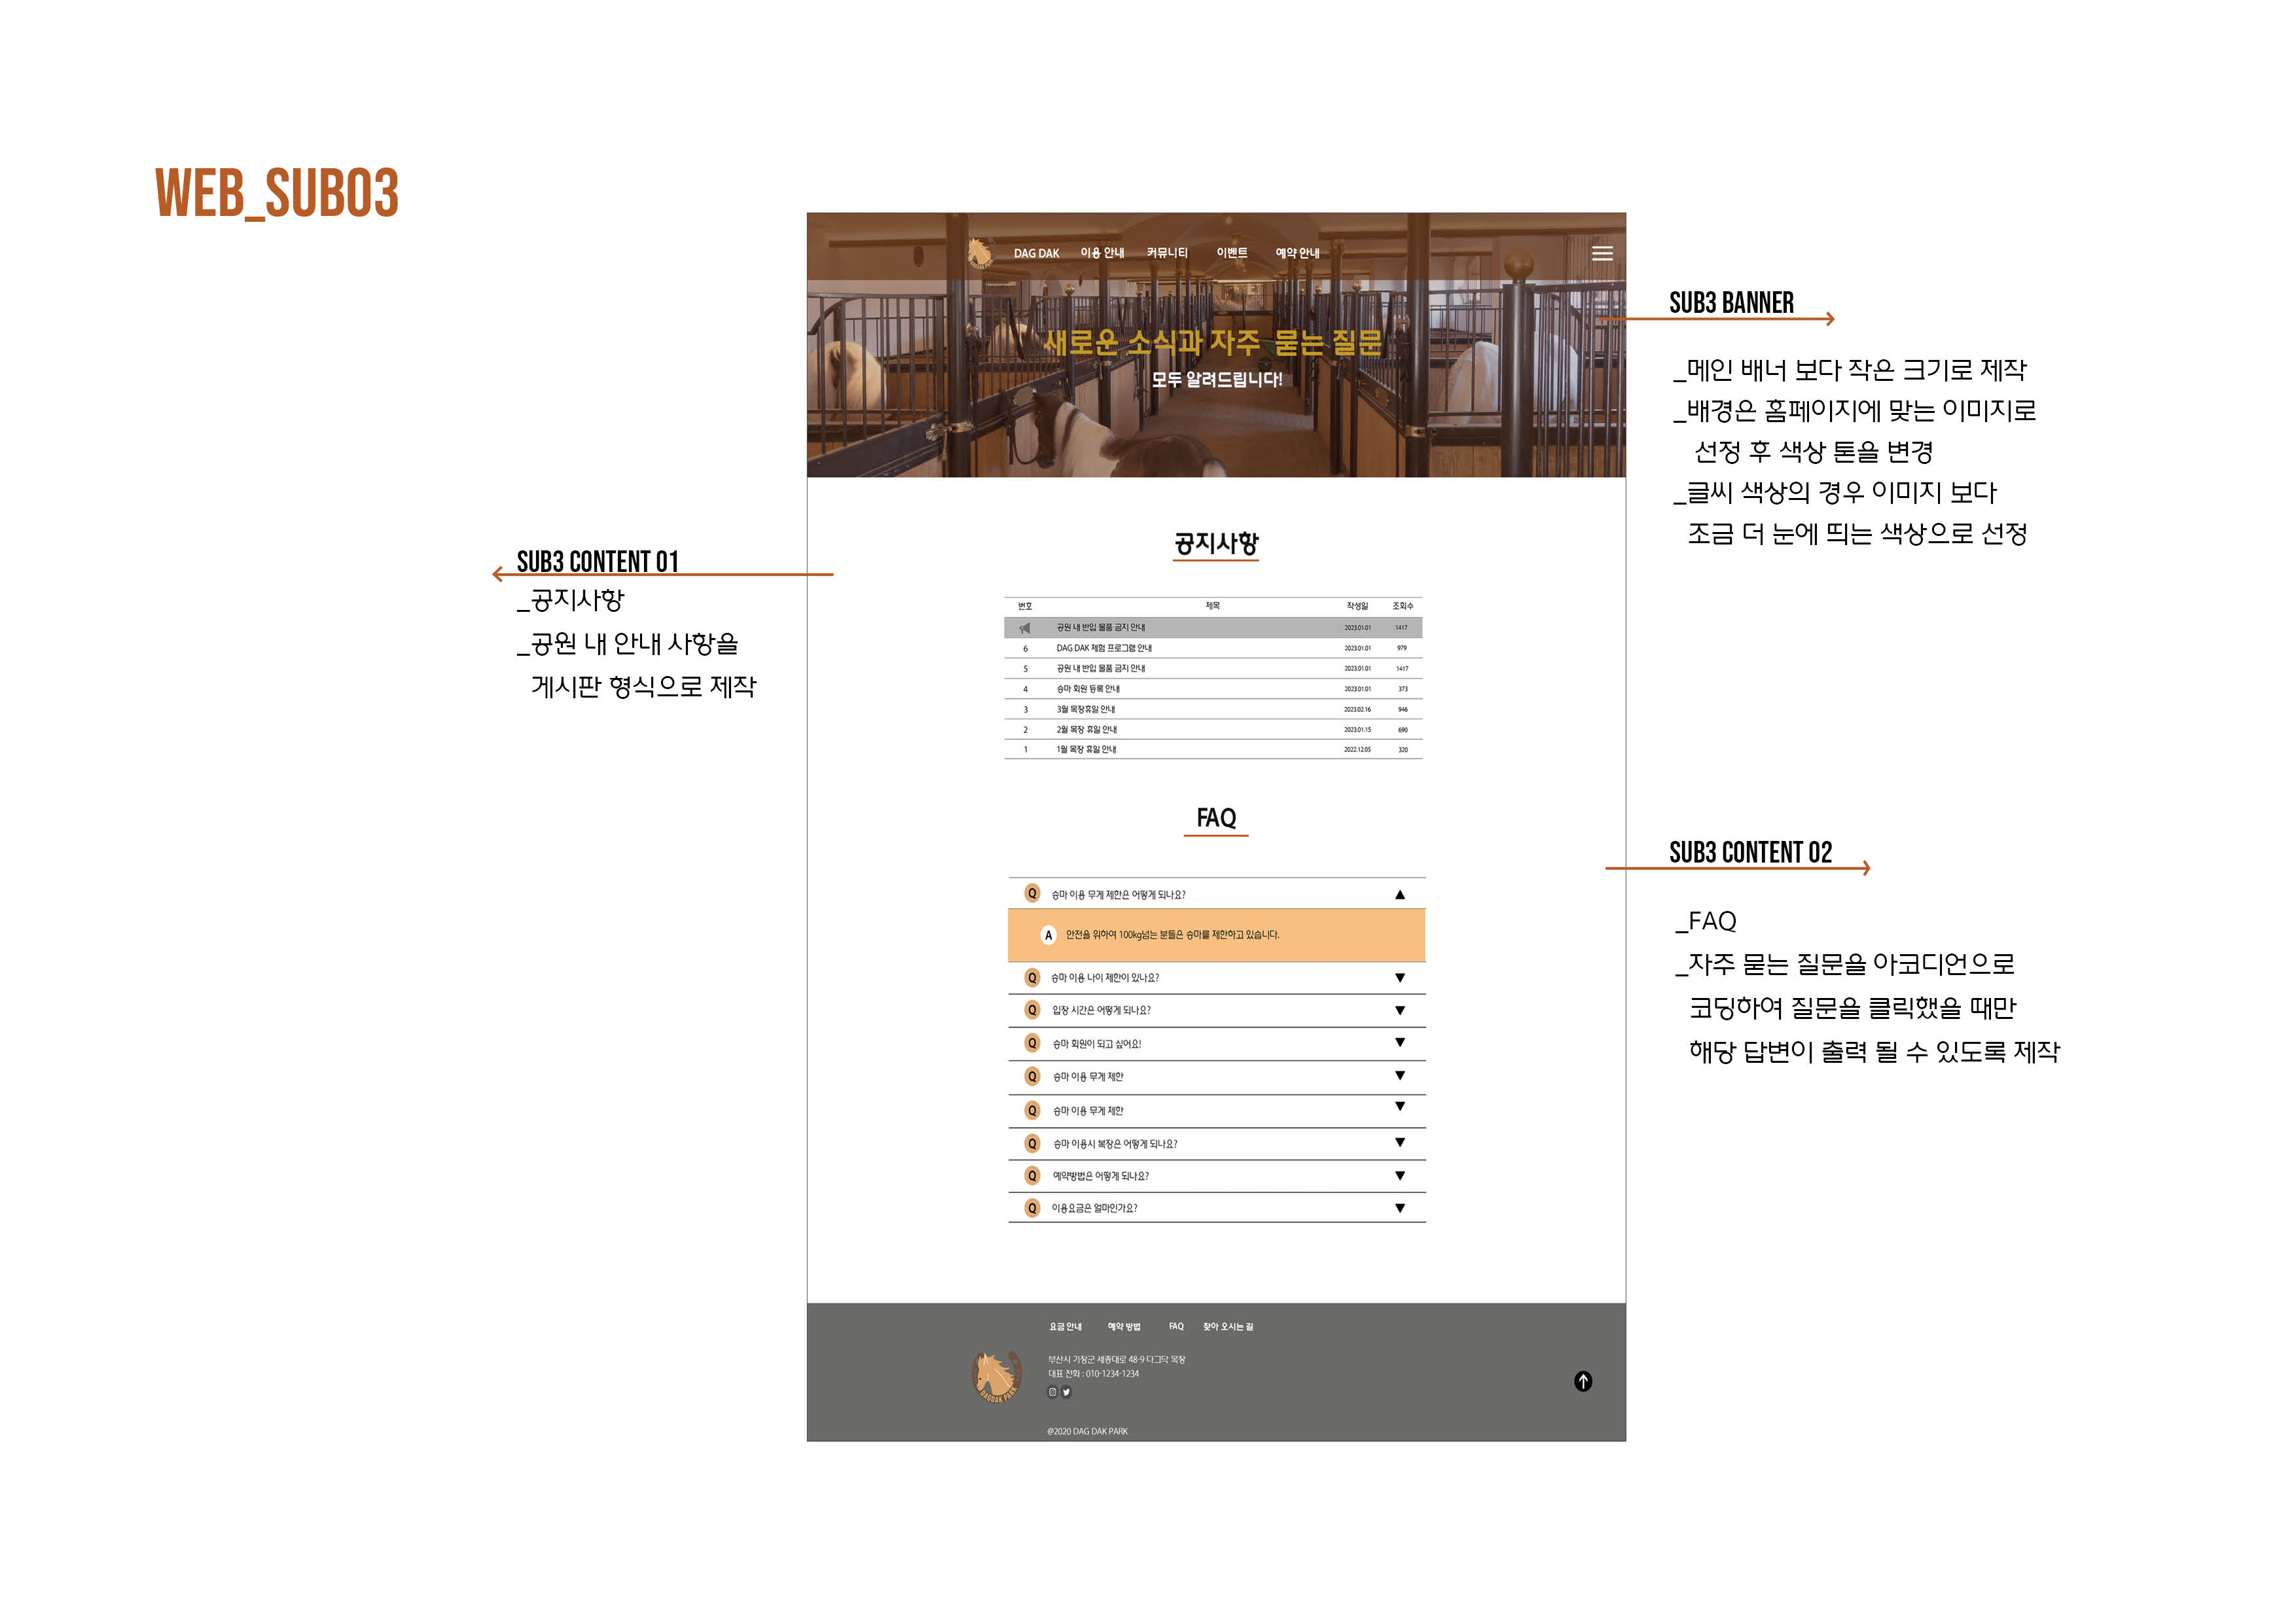 WEB_SUB03
DAG DAK 이용 안내 커뮤니티 이벤트 예약 안내
새로운 소식과 자주 묻는 질문
모두 알려드립니다!
SUB3 BANNER
_메인 배너 보다 작은 크기로 제작
_배경은 홈페이지에 맞는 이미지로
선정 후 색상 톤을 변경
_글씨 색상의 경우 이미지 보다
조금 더 눈에 띄는 색상으로 선정
SUB3 CONTENT 01
_공지사항
_공원 내 안내 사항을
게시판 형식으로 제작
공지사항
번호 제목 작성일 조회수
공원 내 반입 물품 금지 안내 2023.01.01 1417
6 DAG DAK 체험 프로그램 안내 2023.01.01 979
5 공원 내 반입 물품 금지 안내 2023.01.01 1417
4 승마 회원 등록 안내 2023.01.01 373
3 3월 목장휴일 안내 2023.02.16 946
2 2월 목장 휴일 안내 2023.01.15 690
1 1월 목장 휴일 안내 2022.12.05 320
FAQ
Q 승마 이용 무게 제한은 어떻게 되나요? ▲
A 안전을 위하여 100kg넘는 분들은 승마를 제한하고 있습니다.
Q 승마 이용 나이 제한이 있나요? ▼
Q 입장 시간은 어떻게 되나요? ▼
Q 승마 회원이 되고 싶어요! ▼
Q 승마 이용 무게 제한 ▼
Q 승마 이용 무게 제한 ▼
Q 승마 이용시 복장은 어떻게 되나요? ▼
Q 예약방법은 어떻게 되나요? ▼
Q 이용요금은 얼마인가요? ▼
SUB3 CONTENT 02
_FAQ
_자주 묻는 질문을 아코디언으로
코딩하여 질문을 클릭했을 때만
해당 답변이 출력 될 수 있도록 제작
요금 안내 예약 방법 FAQ 찾아 오시는 길
DAGDAK PARK
부산시 기장군 세종대로 48-9 다그닥 목장
대표 전화 : 010-1234-1234
@2020 DAG DAK PARK